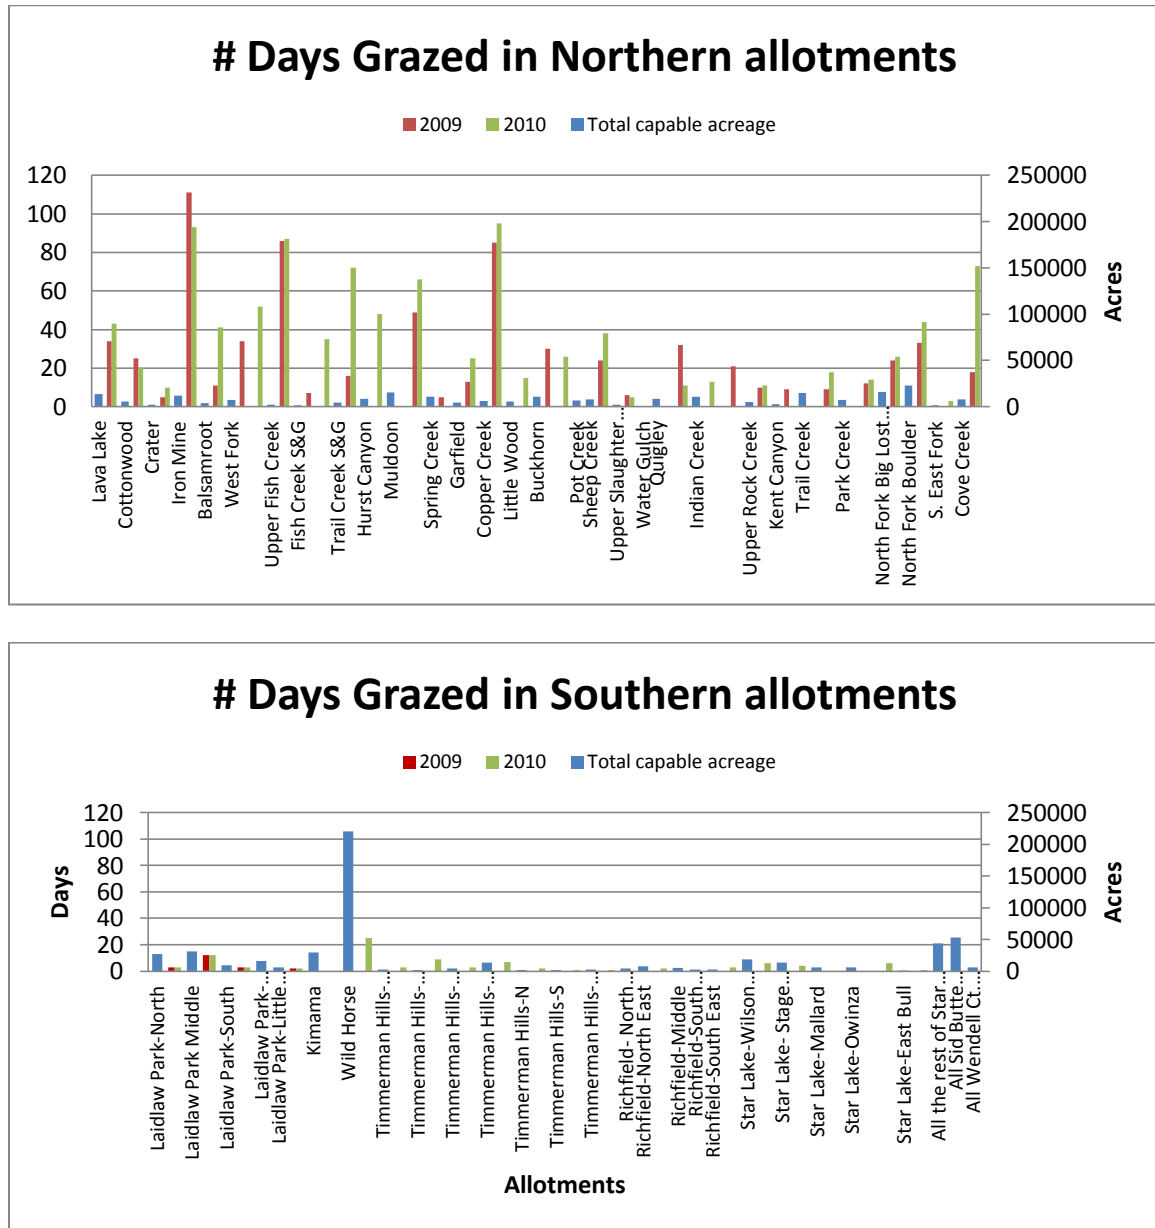 # Days Grazed in Northern allotments
2009 2010 Total capable acreage
120 250000
100 200000
80 150000
60 100000
40 50000
20 0
0
Acres
Lava Lake
Cottonwood
Crater
Iron Mine
Balsamroot
West Fork
Upper Fish Creek
Fish Creek S&G
Trail Creek S&G
Hurst Canyon
Muldoon
Spring Creek
Garfield
Copper Creek
Little Wood
Buckhorn
Pot Creek
Sheep Creek
Upper Slaughter…
Water Gulch
Quigley
Indian Creek
Upper Rock Creek
Kent Canyon
Trail Creek
Park Creek
North Fork Big Lost…
North Fork Boulder
S. East Fork
Cove Creek
# Days Grazed in Southern allotments
2009 2010 Total capable acreage
120 250000
100 200000
80 150000
60 100000
40 50000
20 0
0
Days
Acres
Laidlaw Park-North
Laidlaw Park Middle
Laidlaw Park-South
Laidlaw Park-…
Laidlaw Park-Little…
Kimama
Wild Horse
Timmerman Hills-…
Timmerman Hills-…
Timmerman Hills-…
Timmerman Hills-…
Timmerman Hills-N
Timmerman Hills-S
Timmerman Hills-…
Richfield- North…
Richfield-North East
Richfield-Middle
Richfield-South…
Richfield-South East
Star Lake-Wilson…
Star Lake- Stage…
Star Lake-Mallard
Star Lake-Owinza
Star Lake-East Bull
All the rest of Star…
All Sid Butte…
All Wendell Ct.…
Allotments